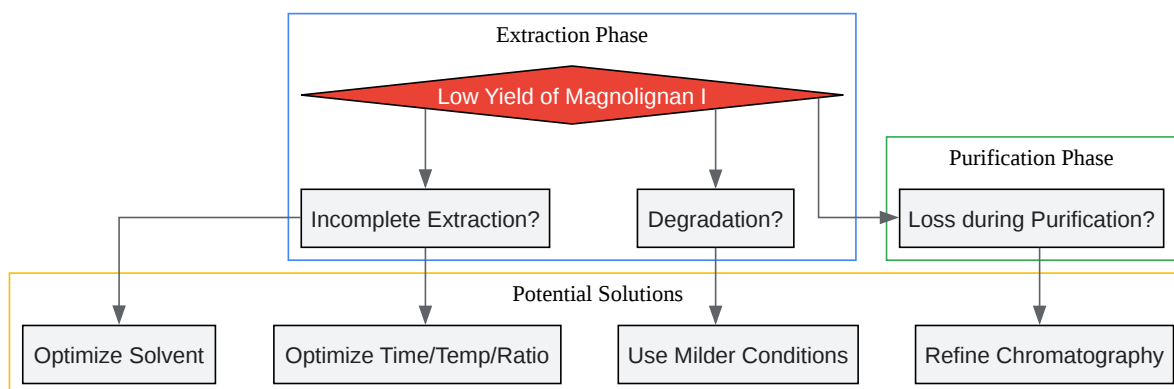 Extraction Phase
Low Yield of Magnolignan I
Purification Phase
Incomplete Extraction?
Degradation?
Loss during Purification?
Potential Solutions
Optimize Solvent
Optimize Time/Temp/Ratio
Use Milder Conditions
Refine Chromatography